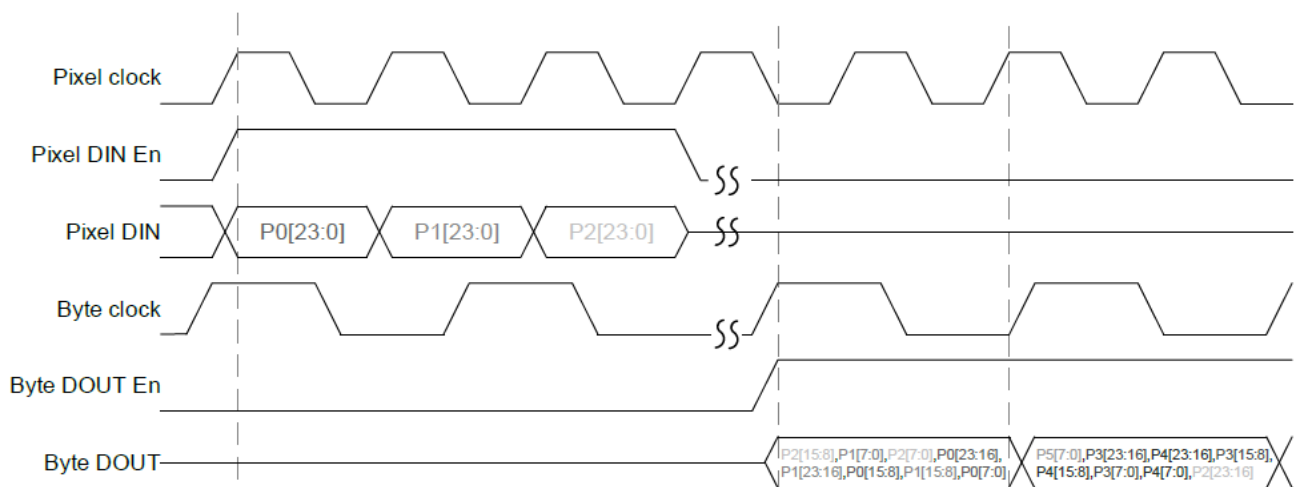 Pixel clock
Pixel DIN En
Pixel DIN
P0[23:0]
P1[23:0]
P2[23:0]
Byte clock
Byte DOUT En
Byte DOUT
P2[15:8],P1[7:0],P2[7:0],P0[23:16],
P1[23:16],P0[15:8],P1[15:8],P0[7:0]
P5[7:0],P3[23:16],P4[23:16],P3[15:8],
P4[15:8],P3[7:0],P4[7:0],P2[23:16]